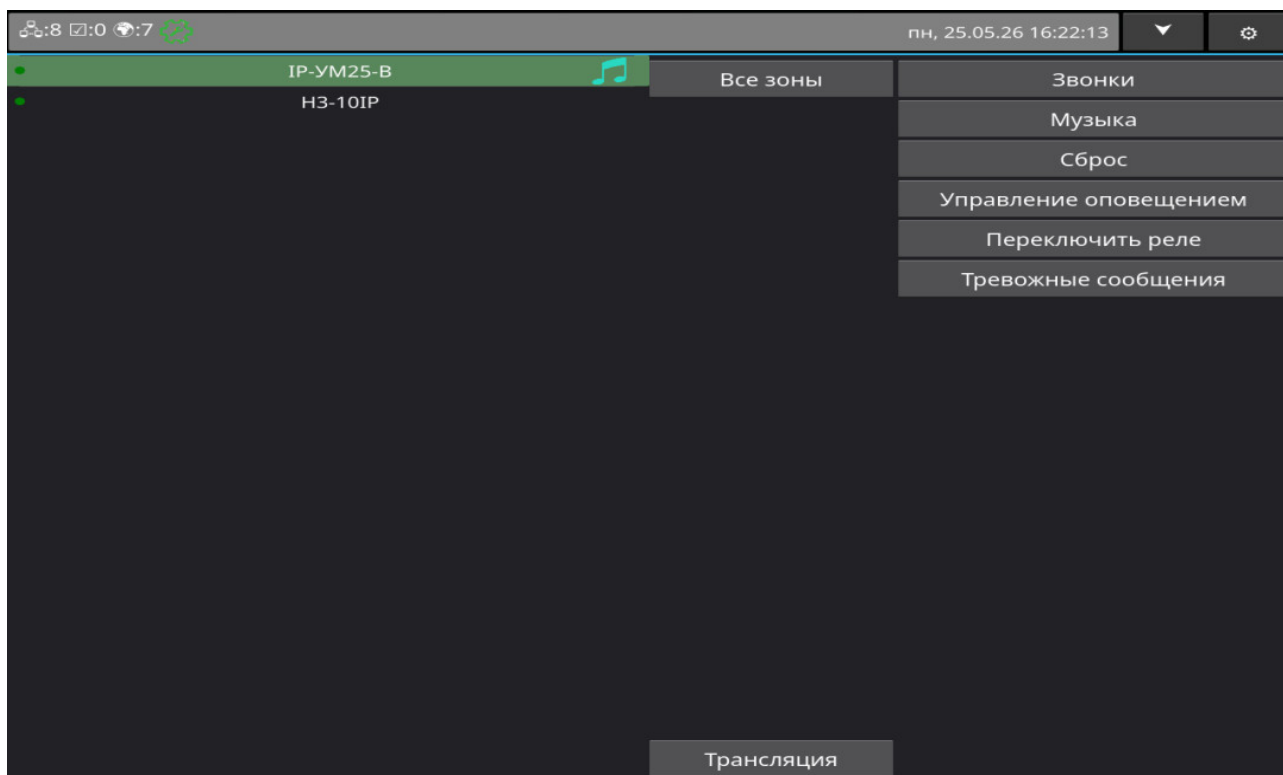 :8 ☑:0 :7
пн, 25.05.26 16:22:13
IP-УМ25-В
НЗ-10IP
Все зоны
Трансляция
Звонки
Музыка
Сброс
Управление оповещением
Переключить реле
Тревожные сообщения